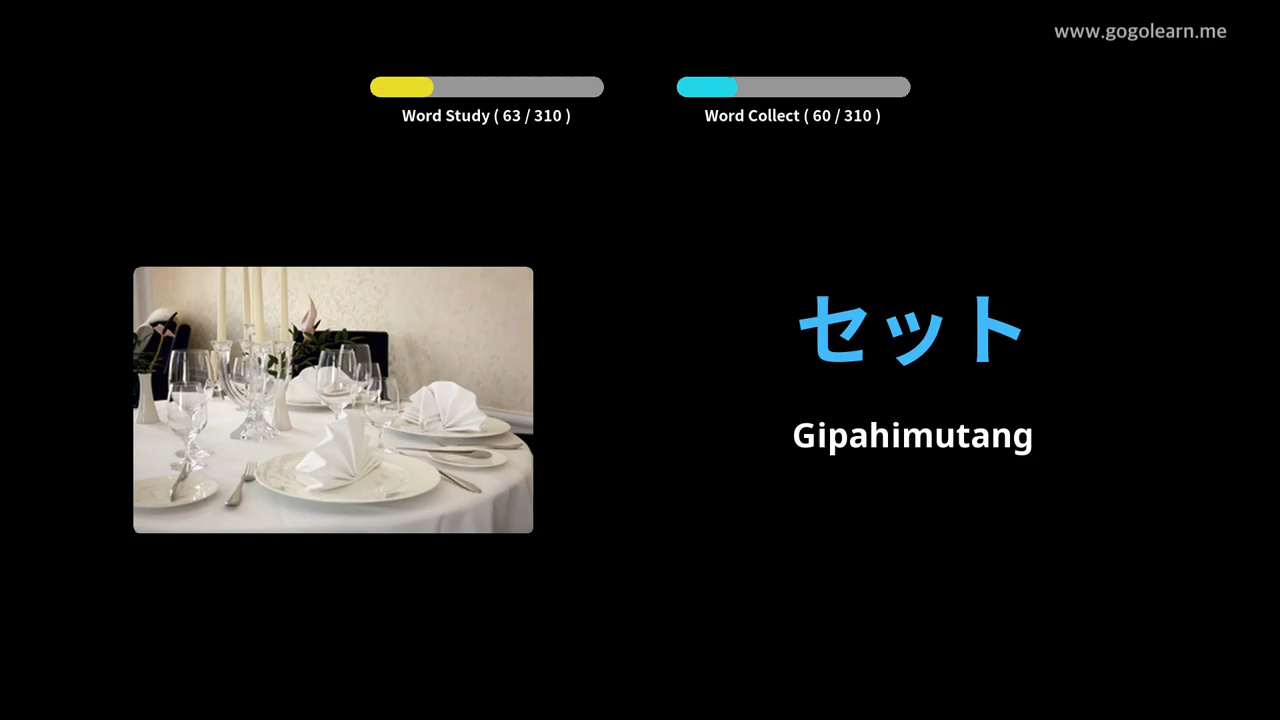 www.gogolearn.me
Word Study ( 63 / 310 )
Word Collect ( 60 / 310 )
セット
Gipahimutang